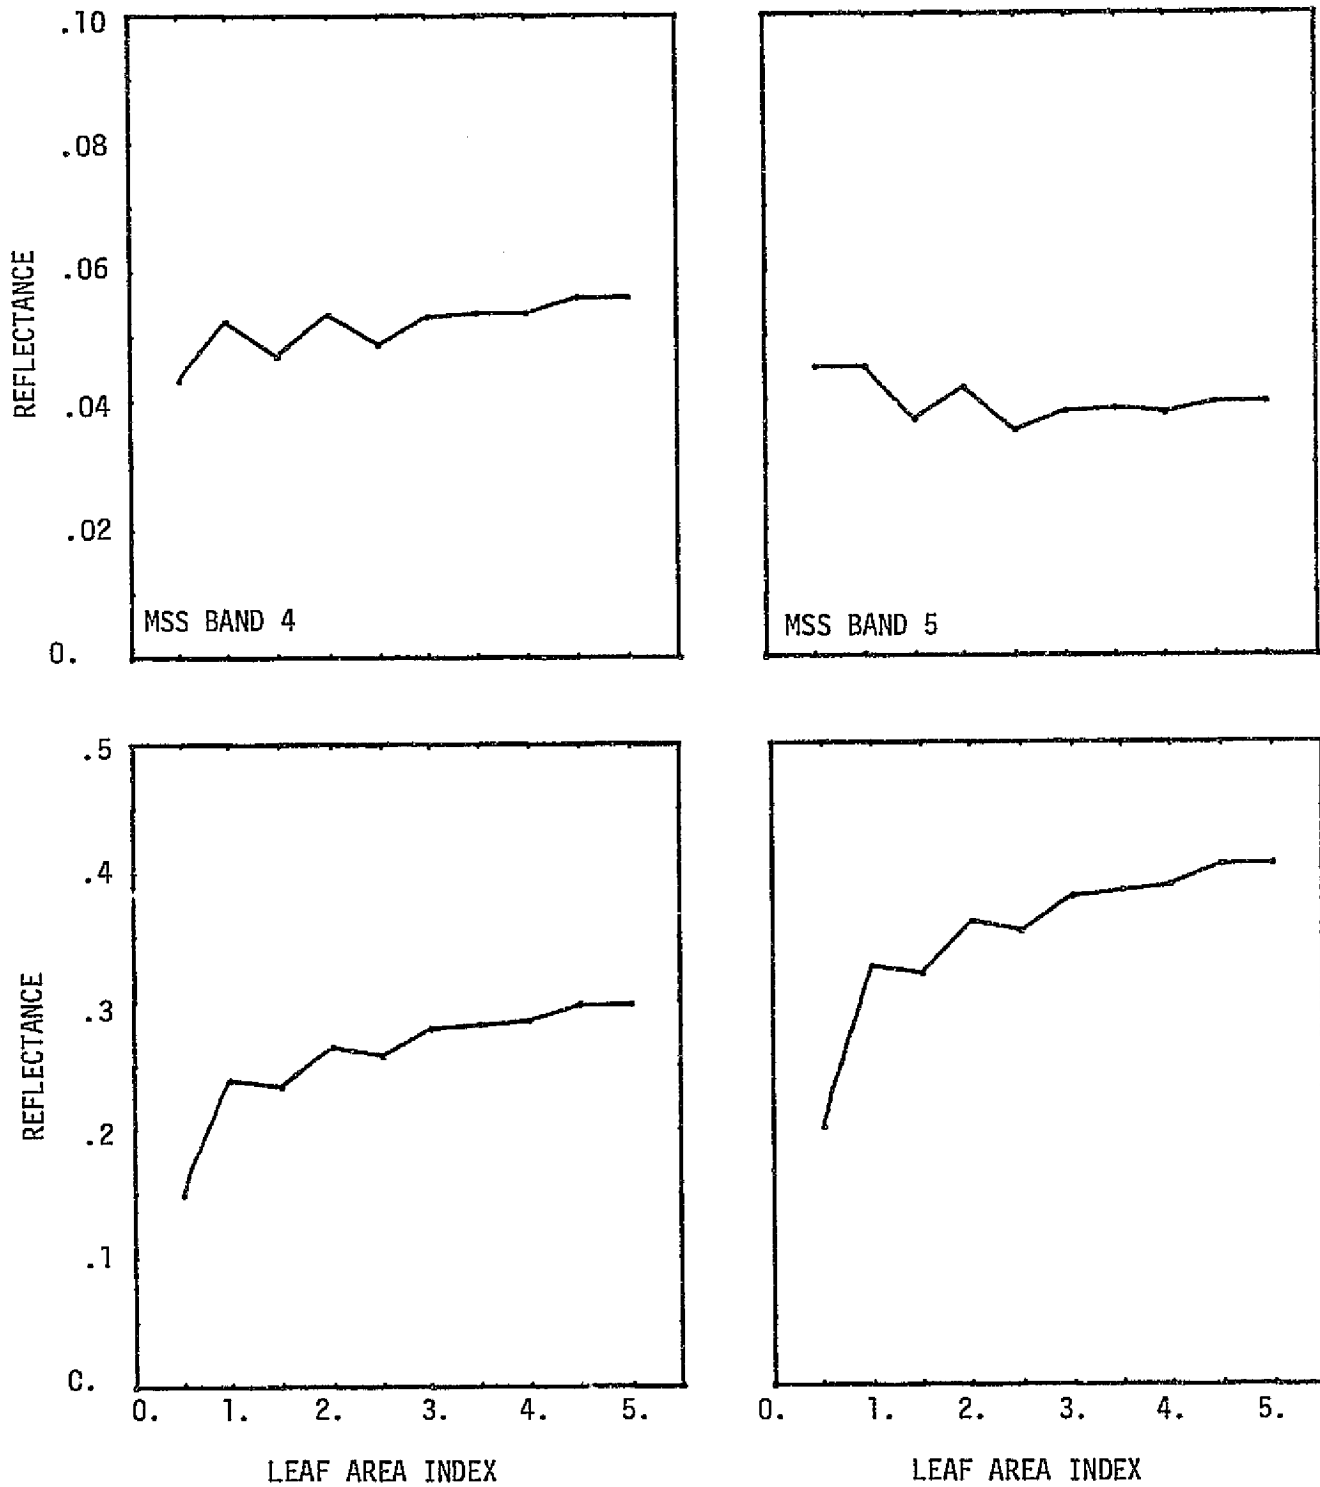 .10
.08
.06
.04
.02
0.
REFLECTANCE
MSS BAND 4
MSS BAND 5
.5
.4
.3
.2
.1
C.
REFLECTANCE
0. 1. 2. 3. 4. 5.
0. 1. 2. 3. 4. 5.
LEAF AREA INDEX
LEAF AREA INDEX